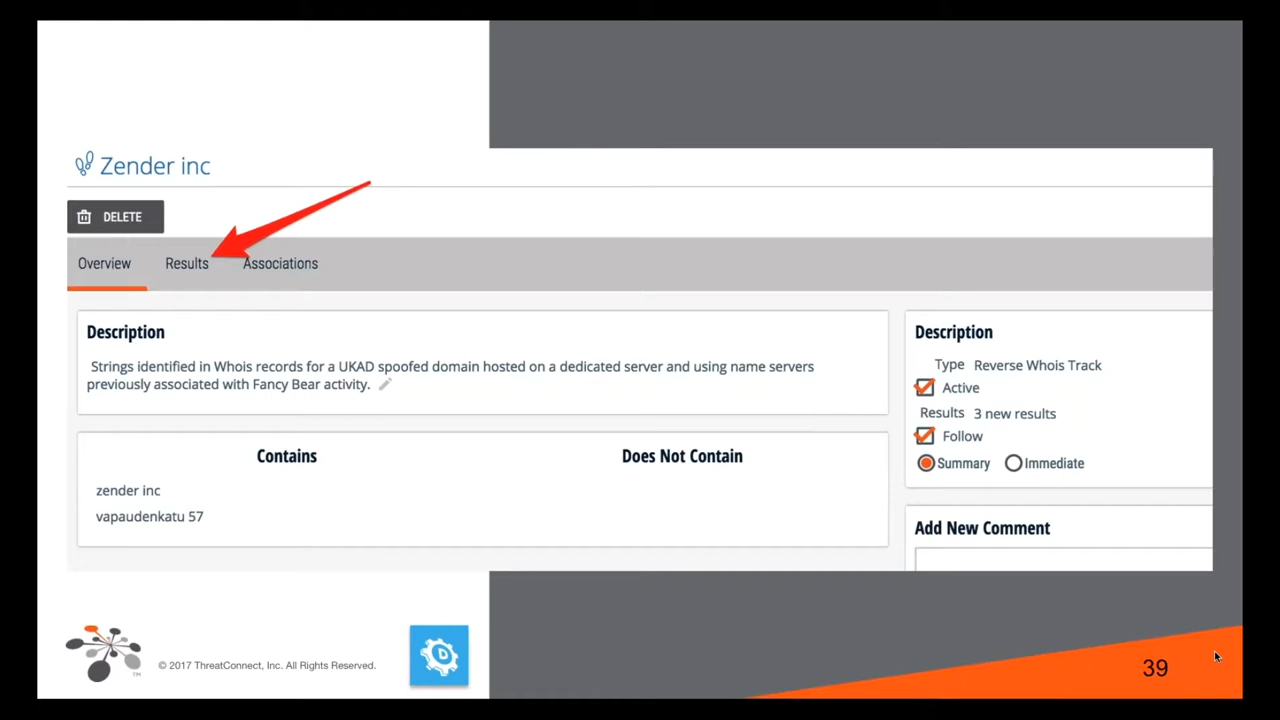 Zender inc
DELETE
Overview
Results
Associations
Description
Strings identified in Whois records for a UKAD spoofed domain hosted on a dedicated server and using name servers
previously associated with Fancy Bear activity.
Contains
Does Not Contain
zender inc
vapaudenkatu 57
Description
Type Reverse Whois Track
Active
Results 3 new results
Follow
Summary Immediate
Add New Comment
TM
© 2017 ThreatConnect, Inc. All Rights Reserved.
D
39